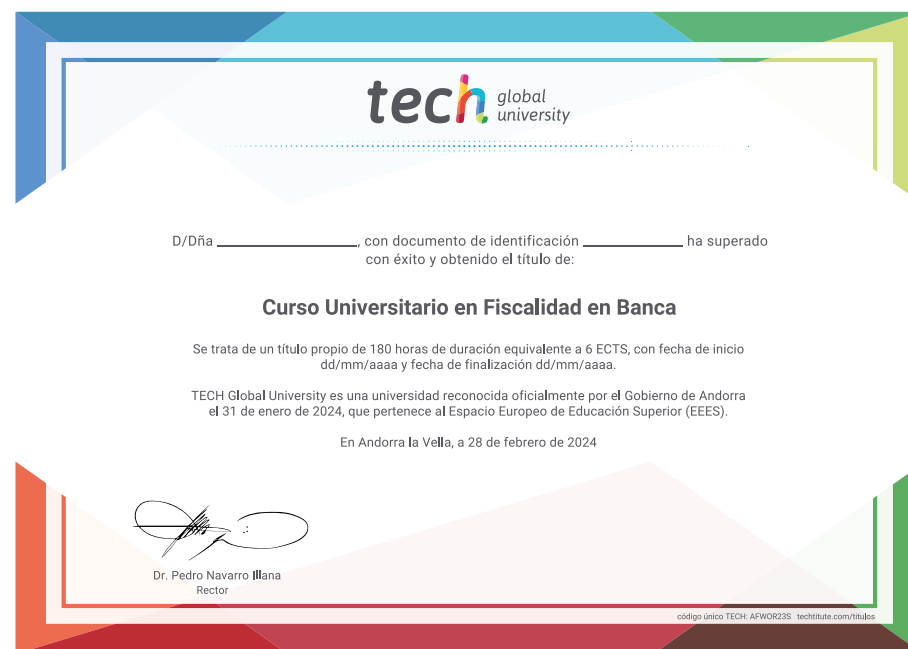 tech global
university
D/Dña ____________, con documento de identificación ____________ ha superado
con éxito y obtenido el título de:
Curso Universitario en Fiscalidad en Banca
Se trata de un título propio de 180 horas de duración equivalente a 6 ECTS, con fecha de inicio
dd/mm/aaaa y fecha de finalización dd/mm/aaaa.
TECH Global University es una universidad reconocida oficialmente por el Gobierno de Andorra
el 31 de enero de 2024, que pertenece al Espacio Europeo de Educación Superior (EEES).
En Andorra la Vella, a 28 de febrero de 2024
Dr. Pedro Navarro Illana
Rector
código único TECH: AFWOR23S techtitute.com/titulos